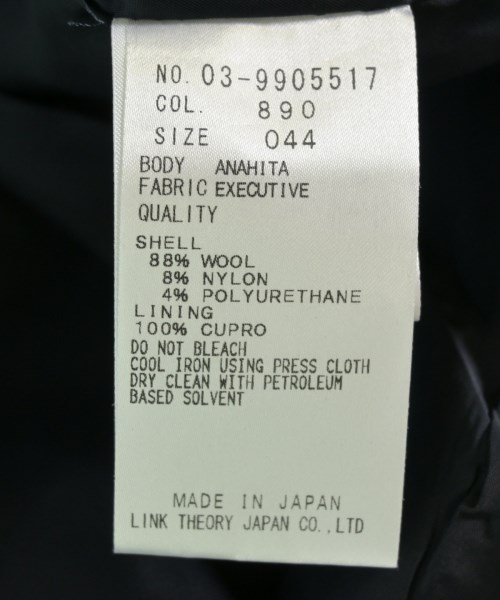 NO. 03-9905517
COL. 890
SIZE 044
BODY ANAHITA
FABRIC EXECUTIVE
QUALITY
SHELL
88% WOOL
8% NYLON
4% POLYURETHANE
LINING
100% CUPRO
DO NOT BLEACH
COOL IRON USING PRESS CLOTH
DRY CLEAN WITH PETROLEUM
BASED SOLVENT
MADE IN JAPAN
LINK THEORY JAPAN CO.,LTD